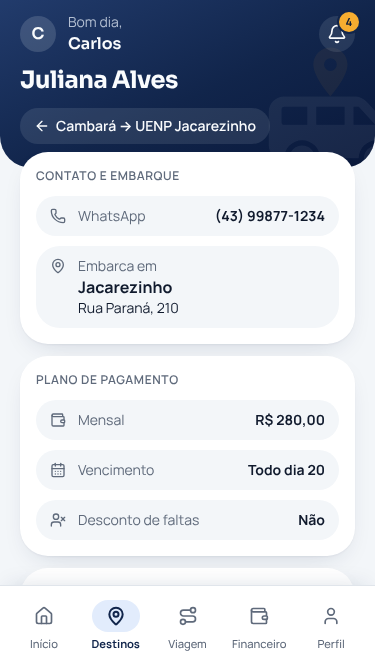 C
Bom dia,
Carlos
4
Juliana Alves
← Cambará → UENP Jacarezinho
CONTATO E EMBARQUE
WhatsApp (43) 99877-1234
Embarca em
Jacarezinho
Rua Paraná, 210
PLANO DE PAGAMENTO
Mensal R$ 280,00
Vencimento Todo dia 20
Desconto de faltas Não
Início Destinos Viagem Financeiro Perfil